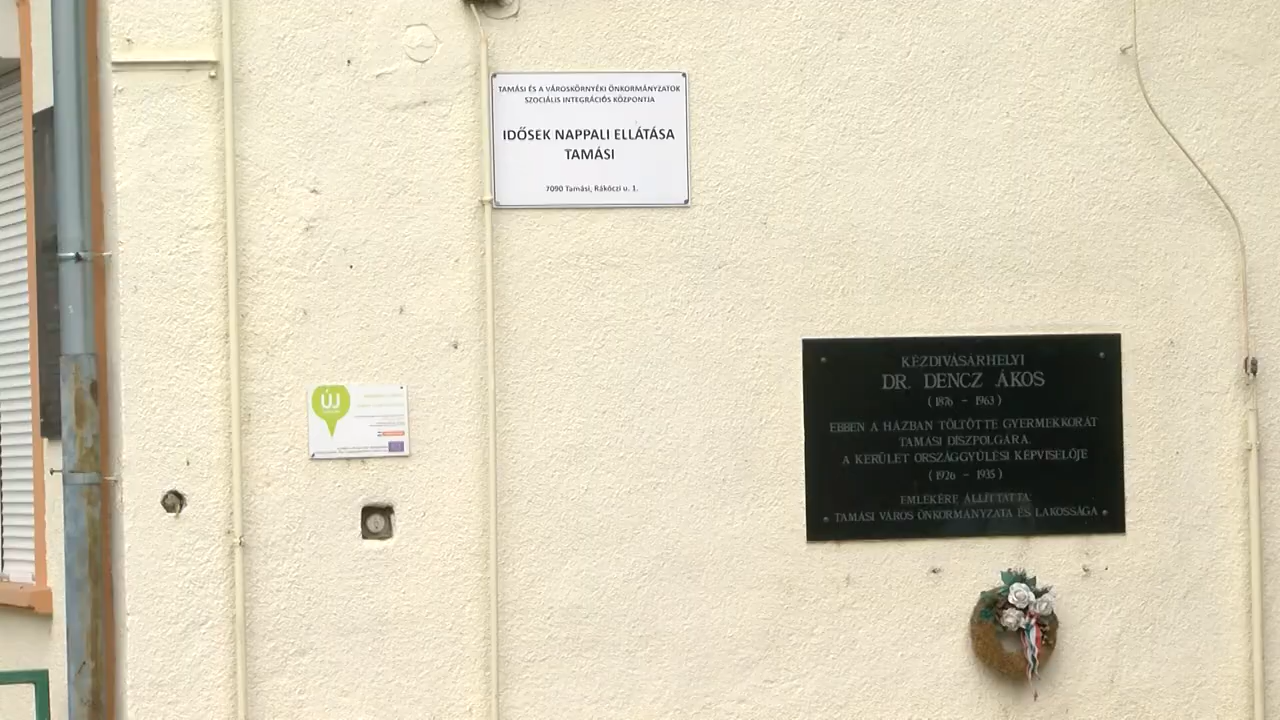 TAMÁSI ÉS A VÁROSKÖRNYÉKI ÖNKORMÁNYZATOK
SZOCIÁLIS INTEGRÁCIÓS KÖZPONTJA
IDŐSEK NAPPALI ELLÁTÁSA
TAMÁSI
7090 Tamási, Rákóczi u. 1.
ÚJ
KÉZDIVÁSÁRHELYI
DR. DENCZ ÁKOS
(1876 - 1963)
EBBEN A HÁZBAN TÖLTÖTTE GYERMEKKORÁT
TAMÁSI DISZPOLGÁRA,
A KERÜLET ORSZÁGGYÜLÉSI KÉPVISELŐJE
(1926 - 1935)
EMLÉKÉRE ÁLLÍTTATTA:
TAMÁSI VÁROS ÖNKORMÁNYZATA ÉS LAKOSSÁGA